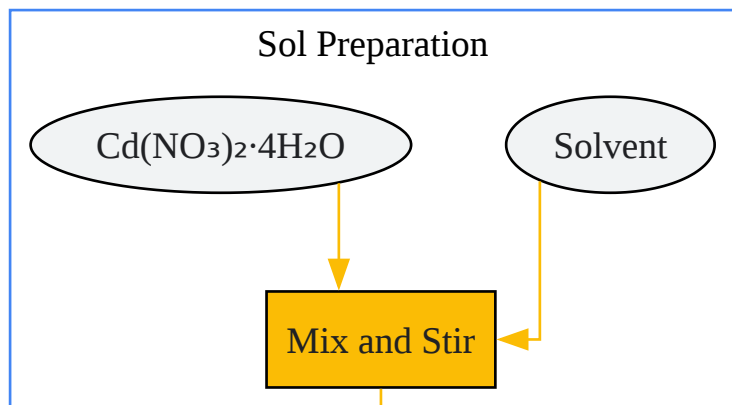 Sol Preparation
Cd(NO₃)₂·4H₂O
Solvent
Mix and Stir